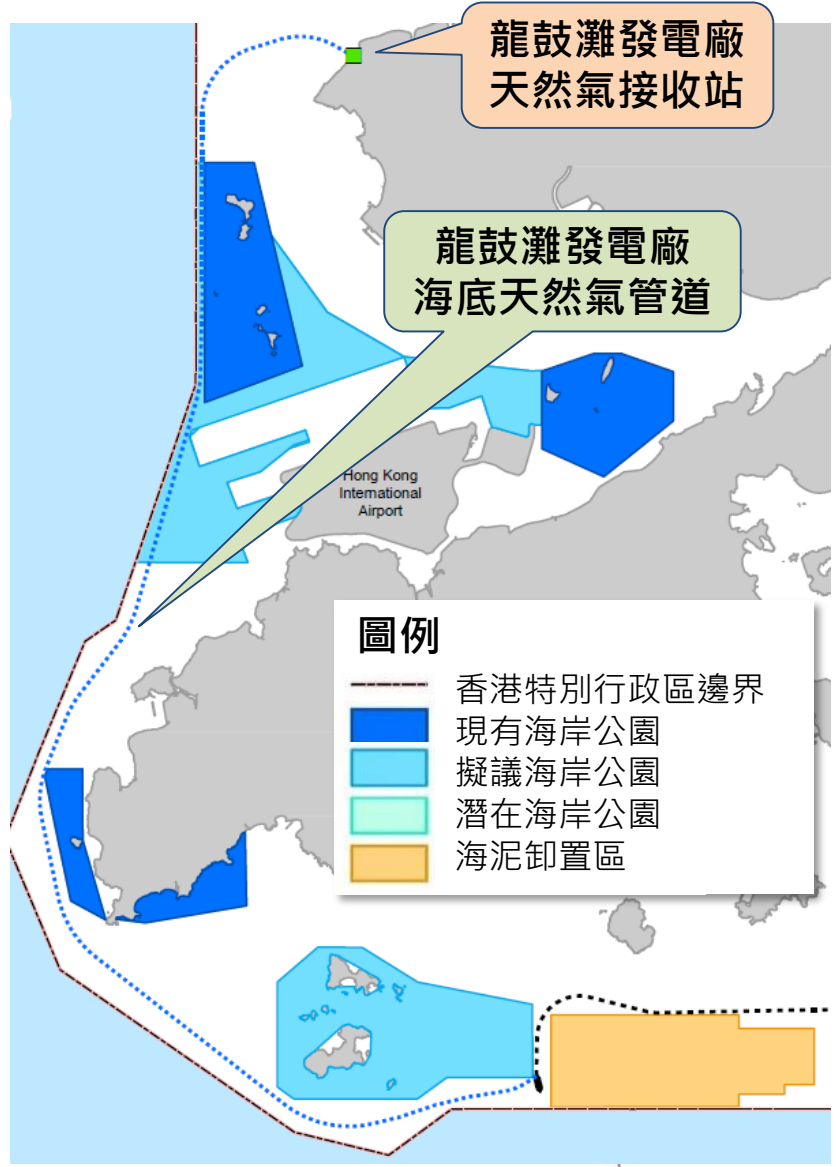 龍鼓灘發電廠
天然氣接收站
龍鼓灘發電廠
海底天然氣管道
Hong Kong
International
Airport
圖例
香港特別行政區邊界
現有海岸公園
擬議海岸公園
潛在海岸公園
海泥卸置區